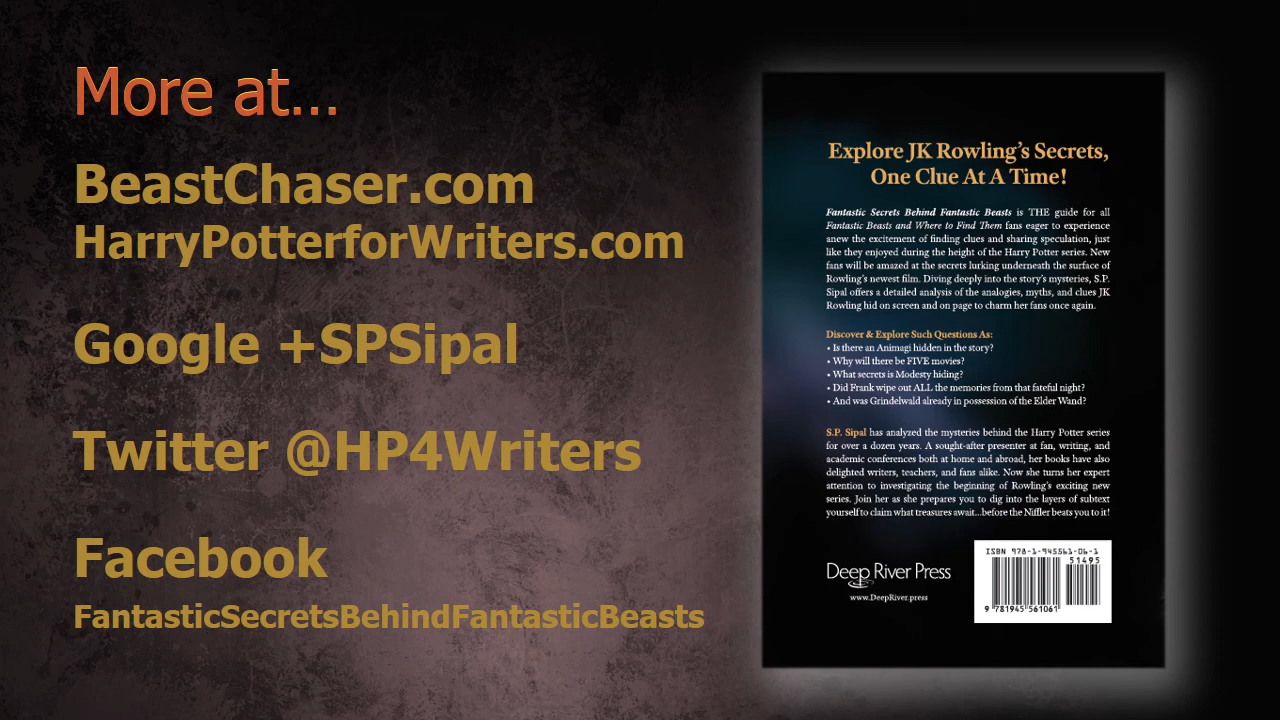 More at...
BeastChaser.com
HarryPotterforWriters.com
Google +SPSipal
Twitter @HP4Writers
Facebook
FantasticSecretsBehindFantasticBeasts
Explore JK Rowling's Secrets,
One Clue At A Time!
Fantastic Secrets Behind Fantastic Beasts is THE guide for all
Fantastic Beasts and Where to Find Them fans eager to experience
anew the excitement of finding clues and sharing speculation, just
like they enjoyed during the height of the Harry Potter series. New
fans will be amazed at the secrets lurking underneath the surface of
Rowling's newest film. Diving deeply into the story's mysteries, S.P.
Sipal offers a detailed analysis of the analogies, myths, and clues JK
Rowling hid on screen and on page to charm her fans once again.
Discover & Explore Such Questions As:
• Is there an Animagi hidden in the story?
• Why will there be FIVE movies?
• What secrets is Modesty hiding?
• Did Frank wipe out ALL the memories from that fateful night?
• And was Grindelwald already in possession of the Elder Wand?
S.P. Sipal has analyzed the mysteries behind the Harry Potter series
for over a dozen years. A sought-after presenter at fan, writing, and
academic conferences both at home and abroad, her books have also
delighted writers, teachers, and fans alike. Now she turns her expert
attention to investigating the beginning of Rowling's exciting new
series. Join her as she prepares you to dig into the layers of subtext
yourself to claim what treasures await...before the Niffler beats you to it!
Deep River Press
www.DeepRiver.press
ISBN 978-1-945561-06-1
51495
9 781945 561061